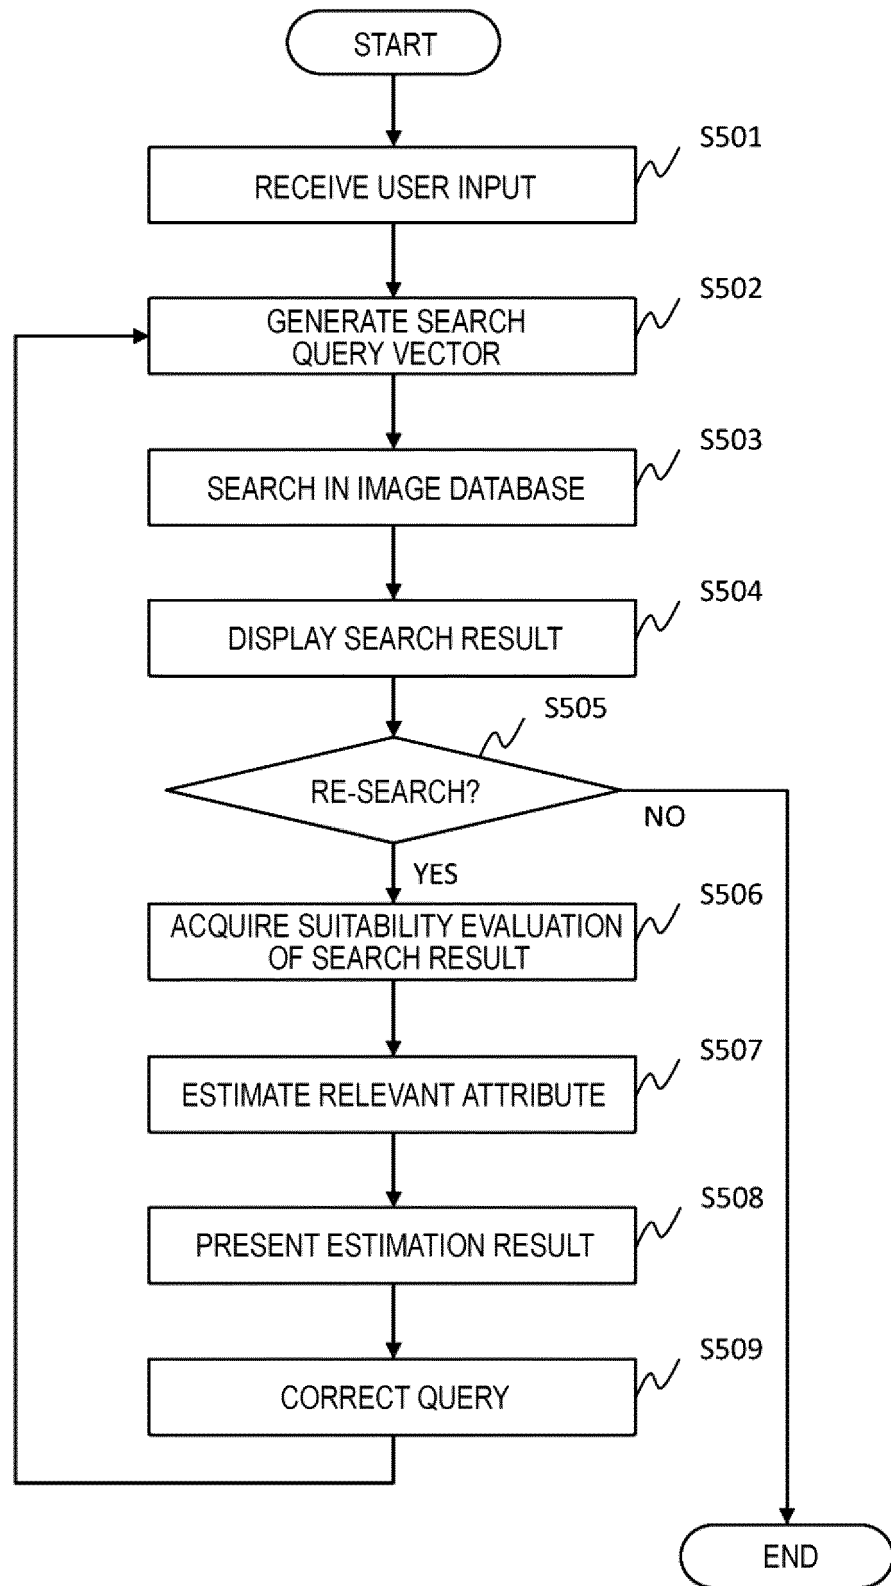 START
S501
RECEIVE USER INPUT
S502
GENERATE SEARCH
QUERY VECTOR
S503
SEARCH IN IMAGE DATABASE
S504
DISPLAY SEARCH RESULT
S505
RE-SEARCH?
NO
YES
S506
ACQUIRE SUITABILITY EVALUATION
OF SEARCH RESULT
S507
ESTIMATE RELEVANT ATTRIBUTE
S508
PRESENT ESTIMATION RESULT
S509
CORRECT QUERY
END